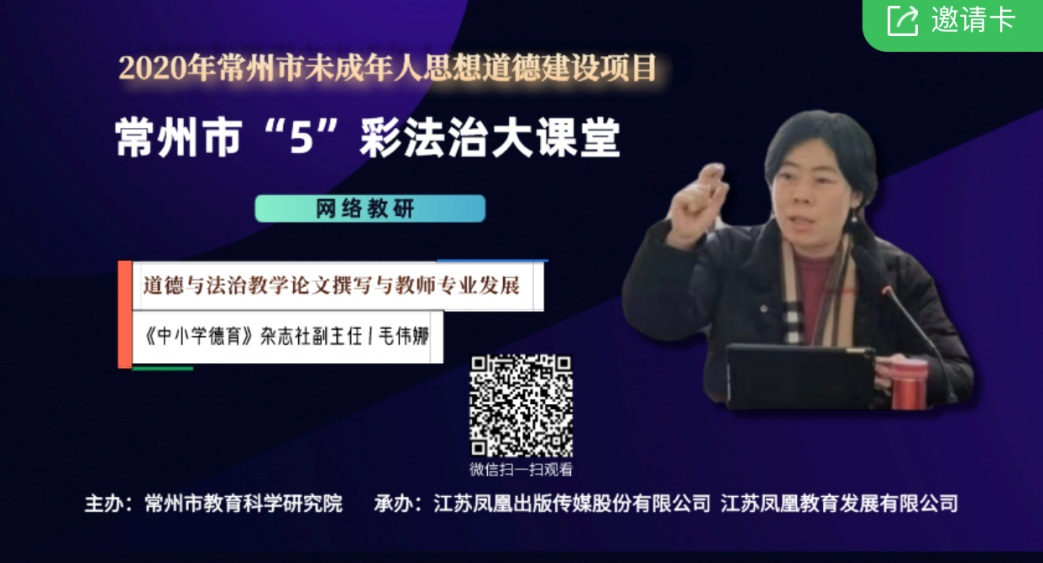 邀请卡
2020年常州市未成年人思想道德建设项目
常州市“5”彩法治大课堂
网络教研
道德与法治教学论文撰写与教师专业发展
《中小学德育》杂志社副主任/毛伟娜
微信扫一扫观看
主办：常州市教育科学研究院 承办：江苏凤凰出版传媒股份有限公司 江苏凤凰教育发展有限公司